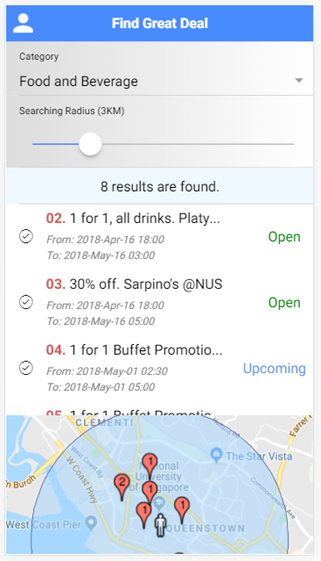 Find Great Deal
Category
Food and Beverage
Searching Radius (3KM)
8 results are found.
02. 1 for 1, all drinks. Platy...
From: 2018-Apr-16 18:00
To: 2018-May-16 03:00
Open
03. 30% off. Sarpino's @NUS
From: 2018-Apr-16 18:00
To: 2018-May-16 05:00
Open
04. 1 for 1 Buffet Promotio...
From: 2018-May-01 02:30
To: 2018-May-01 05:00
Upcoming
05. 1 for 1 Buffet Promotio...
CLEMENTI
Farrer
n Buroh
West Coast Rd
W Coast Hwy
National
University
of Singapore
The Star Vista
West Coast Pier
QUEENSTOWN
1
2
1
1
1